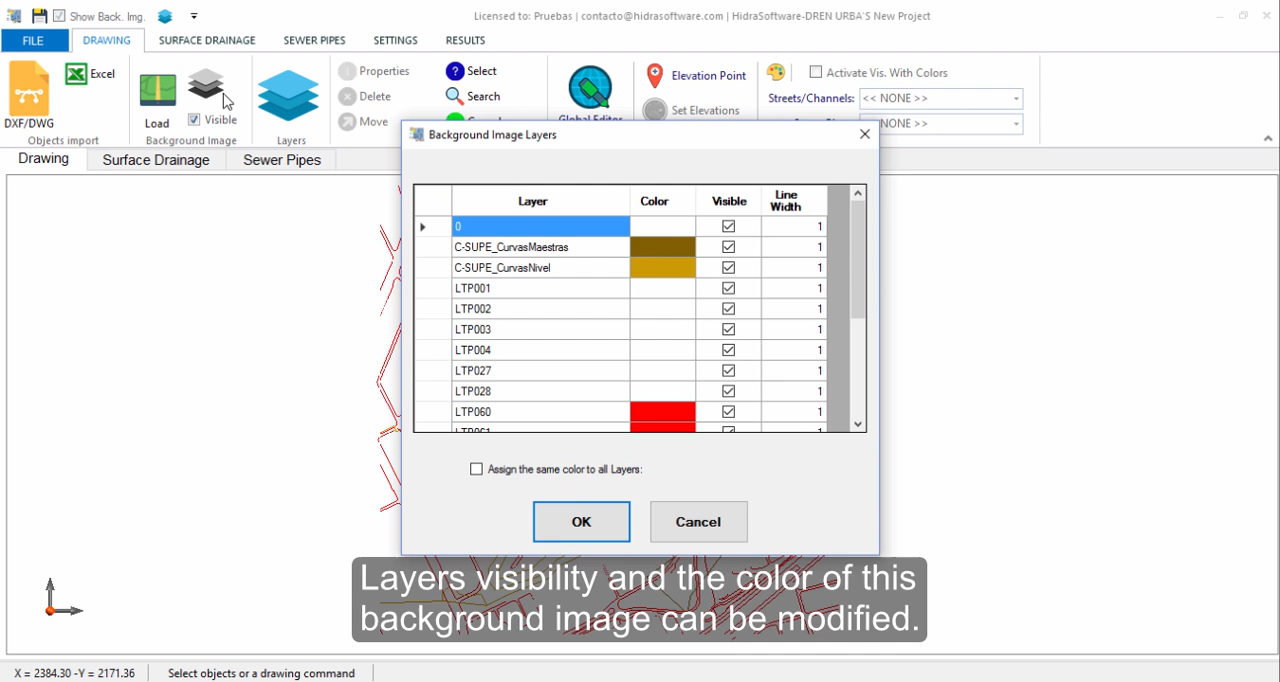 Show Back. Img.
Licensed to: Pruebas | contacto@hidrasoftware.com | HidraSoftware-DREN URBA'S New Project
FILE
DRAWING
SURFACE DRAINAGE
SEWER PIPES
SETTINGS
RESULTS
Excel
DXF/DWG
Objects import
Load
Visible
Background Image
Layers
Layers
Properties
Delete
Move
? Select
Search
Global Editor
Elevation Point
Set Elevations
Activate Vis. With Colors
Streets/Channels: << NONE >>
NONE >>
Drawing
Surface Drainage
Sewer Pipes
Background Image Layers
Layer Color Visible Line Width
0 1
C-SUPE_CurvasMaestras 1
C-SUPE_CurvasNivel 1
LTP001 1
LTP002 1
LTP003 1
LTP004 1
LTP027 1
LTP028 1
LTP060 1
LTP061 1
Assign the same color to all Layers:
OK
Cancel
Layers visibility and the color of this
background image can be modified.
X = 2384.30 -Y = 2171.36
Select objects or a drawing command